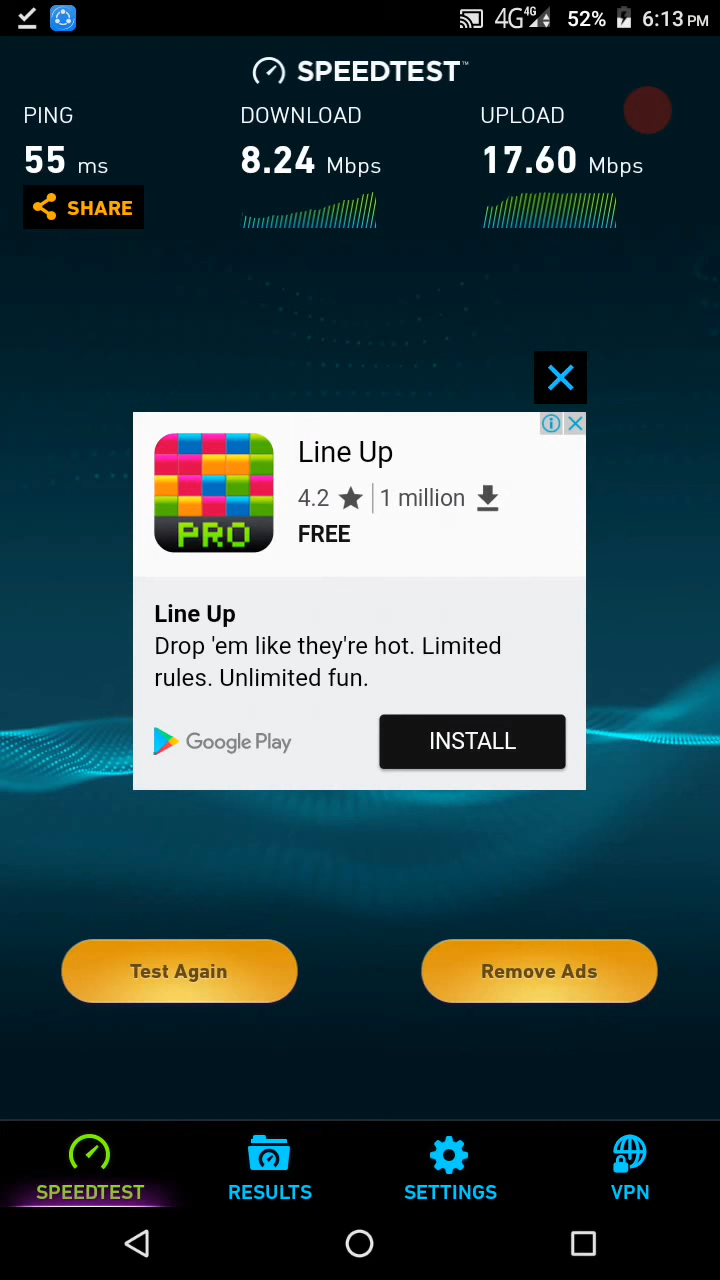 4G 4G 52% 6:13 PM
SPEEDTEST™
PING DOWNLOAD UPLOAD
55 ms 8.24 Mbps 17.60 Mbps
SHARE
Line Up
4.2 1 million
FREE
PRO
Line Up
Drop 'em like they're hot. Limited
rules. Unlimited fun.
Google Play INSTALL
Test Again Remove Ads
SPEEDTEST RESULTS SETTINGS VPN